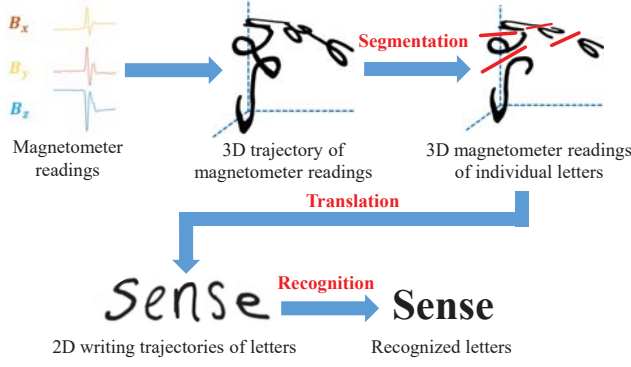 Bx
By
Bz
Magnetometer
readings
3D trajectory of
magnetometer readings
Segmentation
3D magnetometer readings
of individual letters
Translation
sense
2D writing trajectories of letters
Recognition
Sense
Recognized letters